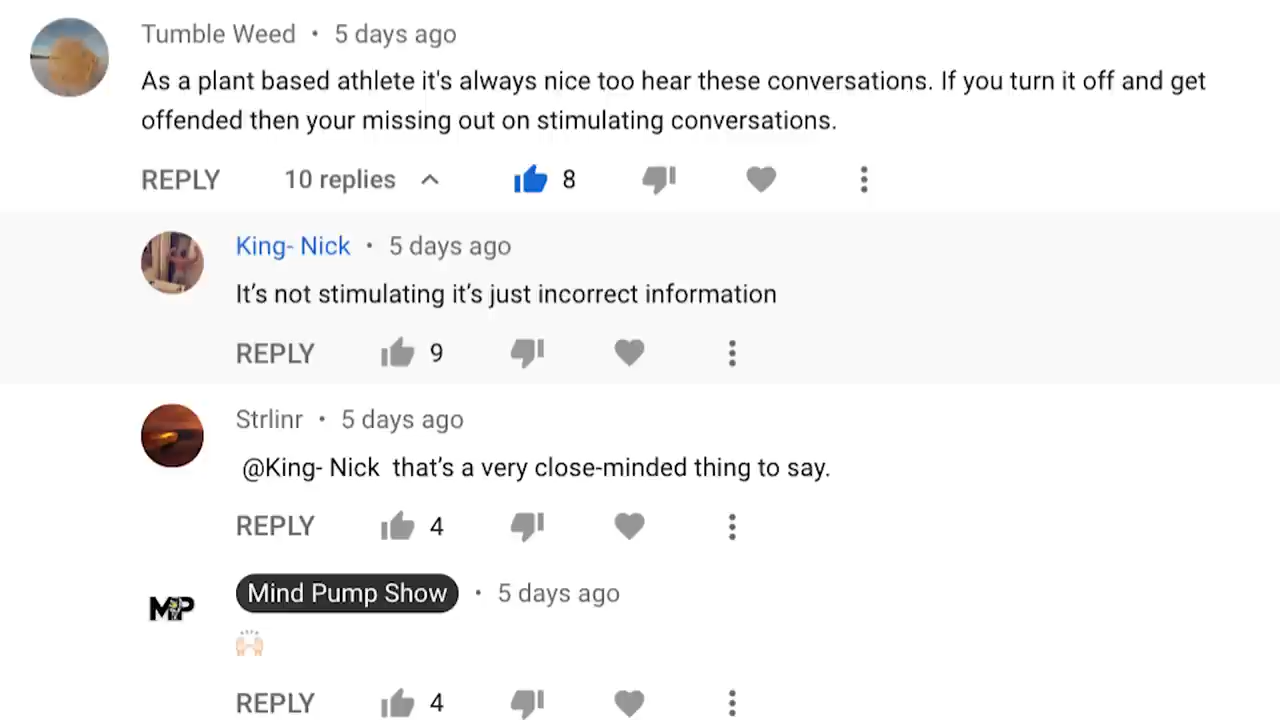 Tumble Weed • 5 days ago
As a plant based athlete it's always nice too hear these conversations. If you turn it off and get
offended then your missing out on stimulating conversations.
REPLY 10 replies 8
King- Nick • 5 days ago
It's not stimulating it's just incorrect information
REPLY 9
Strlinr • 5 days ago
@King- Nick that's a very close-minded thing to say.
REPLY 4
MP Mind Pump Show • 5 days ago
🙌🏻
REPLY 4